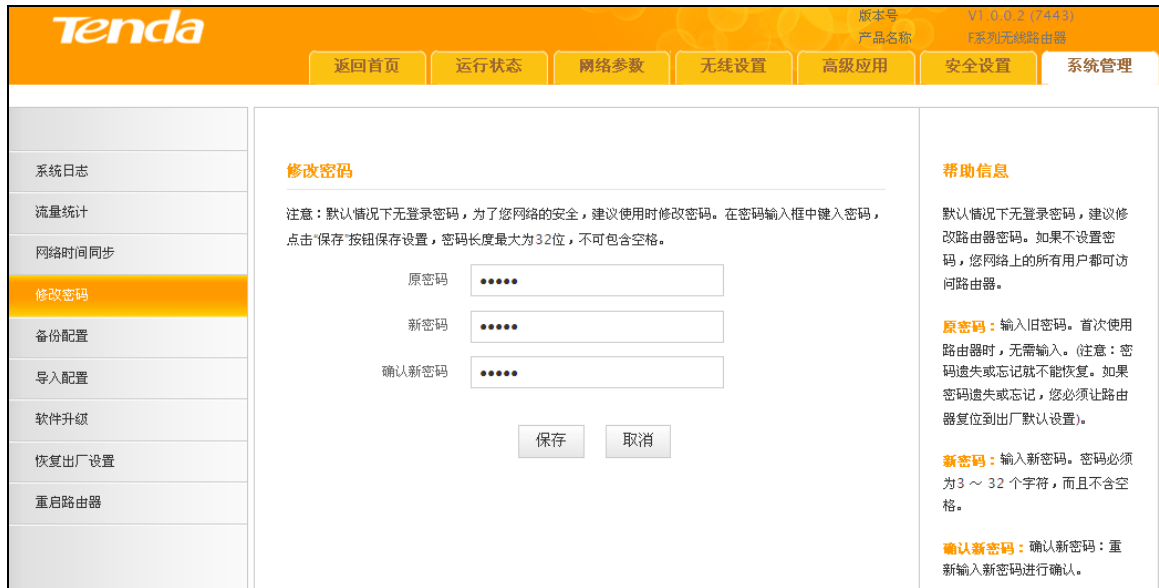 Tenda
版本号 V1.0.0.2 (7443)
产品名称 F系列无线路由器
返回首页 运行状态 网络参数 无线设置 高级应用 安全设置 系统管理
系统日志
流量统计
网络时间同步
修改密码
备份配置
导入配置
软件升级
恢复出厂设置
重启路由器
修改密码
注意：默认情况下无登录密码，为了您网络的安全，建议使用时修改密码。在密码输入框中键入密码，
点击“保存”按钮保存设置，密码长度最大为32位，不可包含空格。
原密码 •••••
新密码 •••••
确认新密码 •••••
保存 取消
帮助信息
默认情况下无登录密码，建议修
改路由器密码。如果不设置密
码，您网络上的所有用户都可访
问路由器。
原密码：输入旧密码。首次使用
路由器时，无需输入。(注意：密
码遗失或忘记就不能恢复。如果
密码遗失或忘记，您必须让路由
器复位到出厂默认设置)。
新密码：输入新密码。密码必须
为3 ～ 32 个字符，而且不含空
格。
确认新密码：确认新密码：重
新输入新密码进行确认。